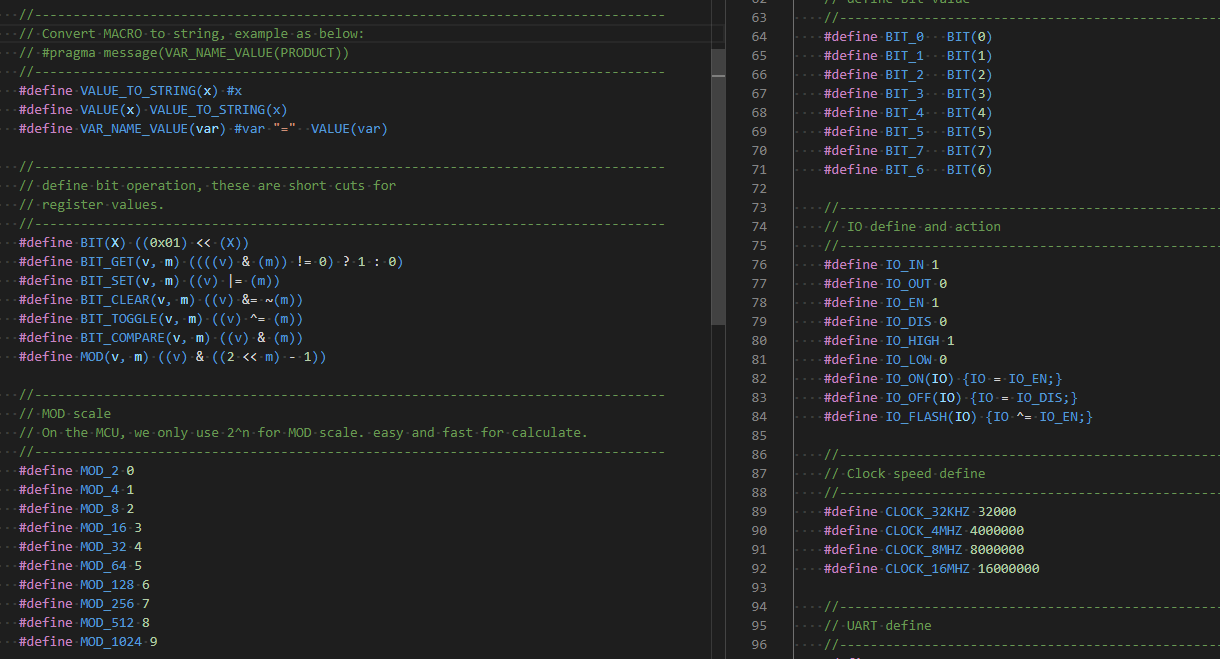 //----------------------------------------------------------------------------------
// Convert MACRO to string, example as below:
// #pragma message(VAR_NAME_VALUE(PRODUCT))
//----------------------------------------------------------------------------------
#define VALUE_TO_STRING(x) #x
#define VALUE(x) VALUE_TO_STRING(x)
#define VAR_NAME_VALUE(var) #var "="  VALUE(var)
//----------------------------------------------------------------------------------
// define bit operation, these are short cuts for
// register values.
//----------------------------------------------------------------------------------
#define BIT(X) ((0x01) << (X))
#define BIT_GET(v, m) ((((v) & (m)) != 0) ? 1 : 0)
#define BIT_SET(v, m) ((v) |= (m))
#define BIT_CLEAR(v, m) ((v) &= ~(m))
#define BIT_TOGGLE(v, m) ((v) ^= (m))
#define BIT_COMPARE(v, m) ((v) & (m))
#define MOD(v, m) ((v) & ((2 << m) - 1))
//----------------------------------------------------------------------------------
// MOD scale
// On the MCU, we only use 2^n for MOD scale. easy and fast for calculate.
//----------------------------------------------------------------------------------
#define MOD_2 0
#define MOD_4 1
#define MOD_8 2
#define MOD_16 3
#define MOD_32 4
#define MOD_64 5
#define MOD_128 6
#define MOD_256 7
#define MOD_512 8
#define MOD_1024 9
62 // define bit value
63 //--------------------------------------------------
64 #define BIT_0   BIT(0)
65 #define BIT_1   BIT(1)
66 #define BIT_2   BIT(2)
67 #define BIT_3   BIT(3)
68 #define BIT_4   BIT(4)
69 #define BIT_5   BIT(5)
70 #define BIT_7   BIT(7)
71 #define BIT_6   BIT(6)
72
73 //--------------------------------------------------
74 // IO define and action
75 //--------------------------------------------------
76 #define IO_IN 1
77 #define IO_OUT 0
78 #define IO_EN 1
79 #define IO_DIS 0
80 #define IO_HIGH 1
81 #define IO_LOW 0
82 #define IO_ON(IO) {IO = IO_EN;}
83 #define IO_OFF(IO) {IO = IO_DIS;}
84 #define IO_FLASH(IO) {IO ^= IO_EN;}
85
86 //--------------------------------------------------
87 // Clock speed define
88 //--------------------------------------------------
89 #define CLOCK_32KHZ 32000
90 #define CLOCK_4MHZ 4000000
91 #define CLOCK_8MHZ 8000000
92 #define CLOCK_16MHZ 16000000
93
94 //--------------------------------------------------
95 // UART define
96 //--------------------------------------------------